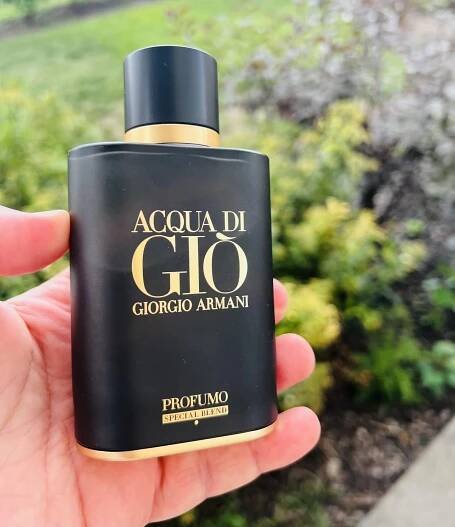 ACQUA DI
GIÒ
GIORGIO ARMANI
PROFUMO
SPECIAL BLEND